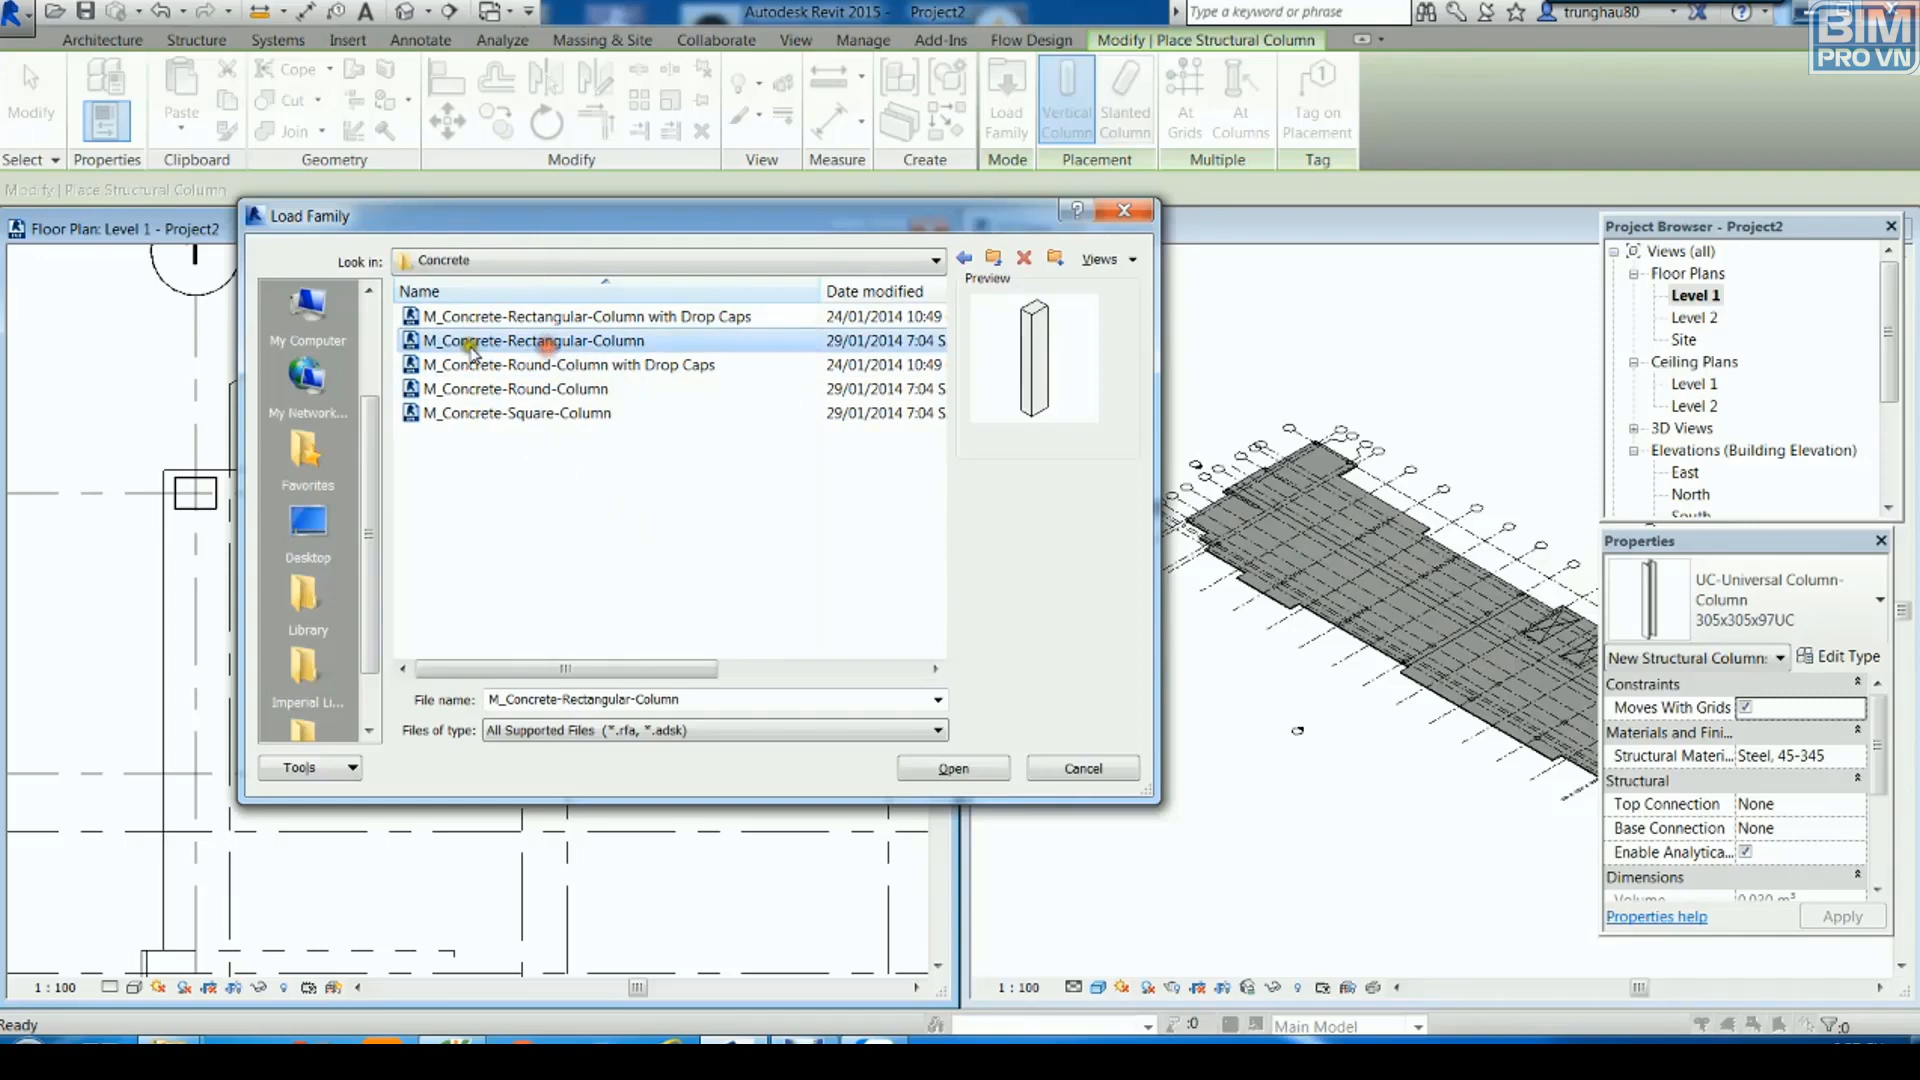 Autodesk Revit 2015 - Project2
Type a keyword or phrase
trunghau80
BIM
PRO VN
Architecture Structure Systems Insert Annotate Analyze Massing & Site Collaborate View Manage Add-Ins Flow Design Modify | Place Structural Column
Modify
Paste
Cope
Cut
Join
Load Family
Vertical Column
Slanted Column
At Grids
At Columns
Tag on Placement
Select Properties Clipboard Geometry Modify View Measure Create Mode Placement Multiple Tag
Modify | Place Structural Column
Floor Plan: Level 1 - Project2
Load Family
Look in: Concrete
Views
Preview
Name Date modified
M_Concrete-Rectangular-Column with Drop Caps 24/01/2014 10:49
M_Concrete-Rectangular-Column 29/01/2014 7:04 S
M_Concrete-Round-Column with Drop Caps 24/01/2014 10:49
M_Concrete-Round-Column 29/01/2014 7:04 S
M_Concrete-Square-Column 29/01/2014 7:04 S
My Computer
My Network...
Favorites
Desktop
Library
Imperial Li...
File name: M_Concrete-Rectangular-Column
Files of type: All Supported Files (*.rfa, *.adsk)
Tools
Open
Cancel
Project Browser - Project2
Views (all)
Floor Plans
Level 1
Level 2
Site
Ceiling Plans
Level 1
Level 2
3D Views
Elevations (Building Elevation)
East
North
South
Properties
UC-Universal Column-
Column
305x305x97UC
New Structural Column:
Edit Type
Constraints
Moves With Grids
Materials and Fini...
Structural Materi... Steel, 45-345
Structural
Top Connection None
Base Connection None
Enable Analytica...
Dimensions
Volume 0.030 m³
Properties help
Apply
1 : 100
1 : 100
Ready
:0
Main Model
:0